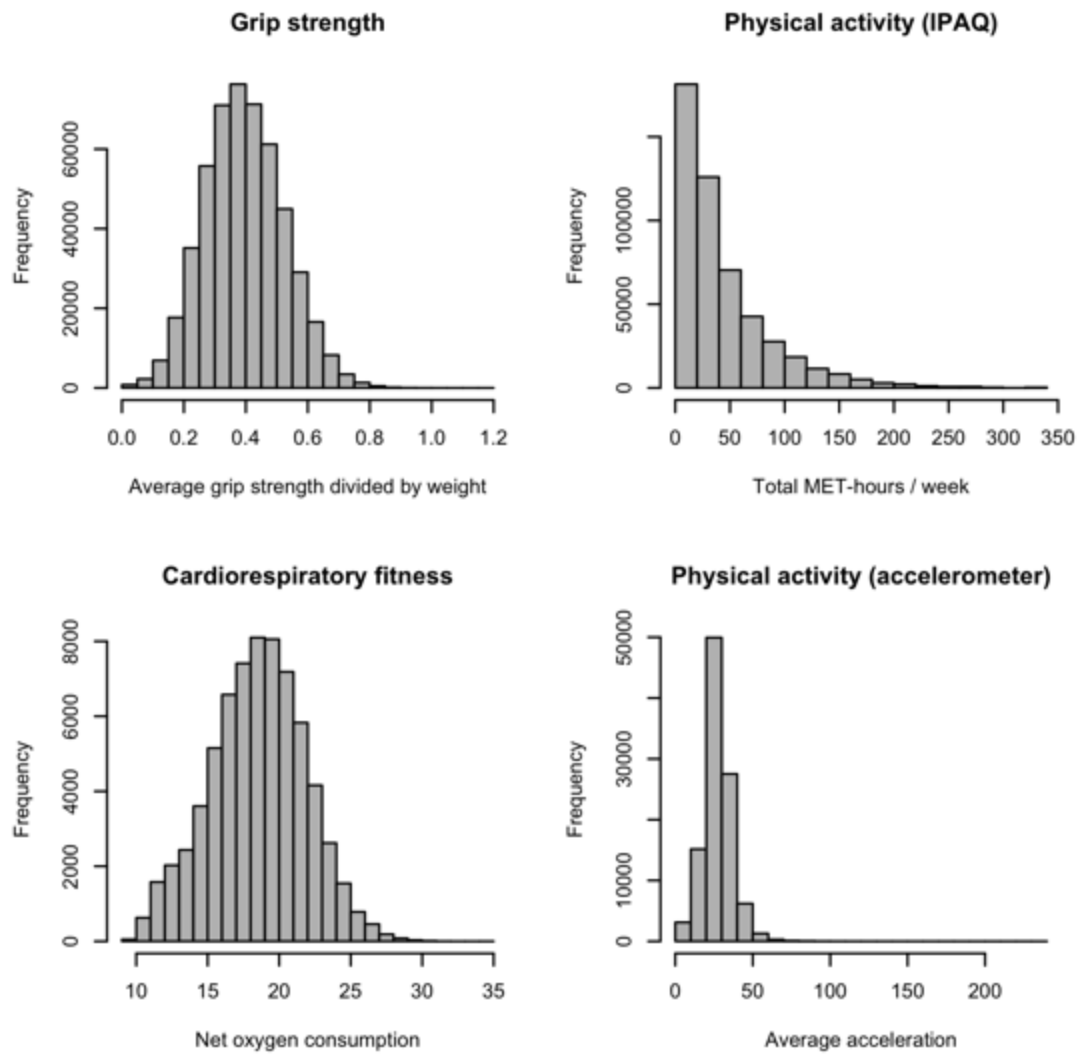 Grip strength
Frequency
0
20000
40000
60000
0.0 0.2 0.4 0.6 0.8 1.0 1.2
Average grip strength divided by weight
Physical activity (IPAQ)
Frequency
0
50000
100000
0 50 100 150 200 250 300 350
Total MET-hours / week
Cardiorespiratory fitness
Frequency
0
2000
4000
6000
8000
10 15 20 25 30 35
Net oxygen consumption
Physical activity (accelerometer)
Frequency
0
10000
30000
50000
0 50 100 150 200
Average acceleration